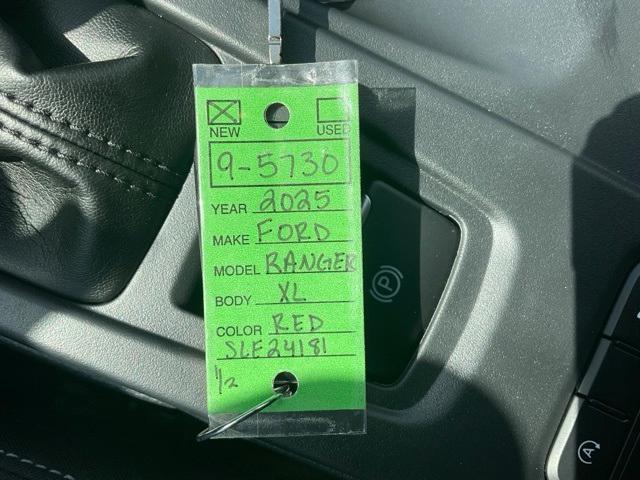 NEW USED
9-5730
YEAR 2025
MAKE FORD
MODEL RANGER
BODY XL
COLOR RED
SLE24181
1/2
P
A